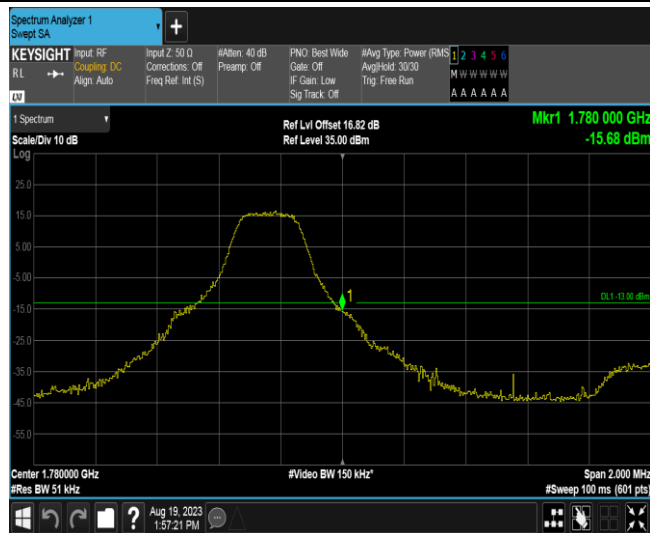 Spectrum Analyzer 1
Swept SA
+
KEYSIGHT
RL
Input: RF
Coupling: DC
Align: Auto
Input Z: 50 Ω
Corrections: Off
Freq Ref: Int (S)
#Atten: 40 dB
Preamp: Off
PNO: Best Wide
Gate: Off
IF Gain: Low
Sig Track: Off
#Avg Type: Power (RMS
Avg|Hold: 30/30
Trig: Free Run
1 2 3 4 5 6
M W W W W W
A A A A A A
LXI
1 Spectrum
Scale/Div 10 dB
Ref Lvl Offset 16.82 dB
Ref Level 35.00 dBm
Mkr1 1.780 000 GHz
-15.68 dBm
Log
25.0
15.0
5.00
-5.00
-15.0
-25.0
-35.0
-45.0
-55.0
1
DL1 -13.00 dBm
Center 1.780000 GHz
#Video BW 150 kHz*
Span 2.000 MHz
#Res BW 51 kHz
#Sweep 100 ms (601 pts)
?
Aug 19, 2023
1:57:21 PM